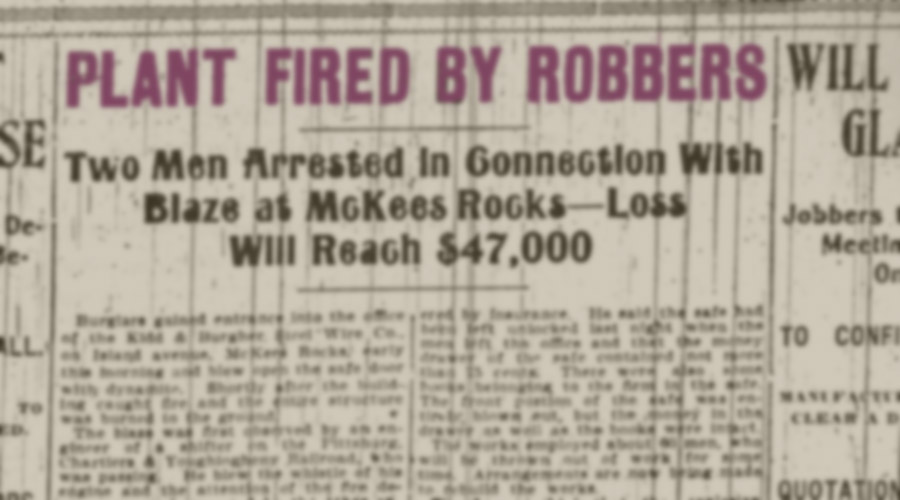 PLANT FIRED BY ROBBERS
Two Men Arrested in Connection With
Blaze at McKees Rocks—Loss
Will Reach $47,000
Burglars gained entrance into the office
of the Kidd & Burgher Steel Wire Co.,
on Island avenue, McKees Rocks, early
this morning and blew open the safe door
with dynamite. Shortly after the build-
ing caught fire and the entire structure
was burned to the ground.
The blaze was first observed by an en-
gineer of a shifter on the Pittsburg,
Chartiers & Youghiogheny Railroad, who
was passing. He blew the whistle of his
engine and the attention of the fire de-
ered by insurance. He said the safe had
been left unlocked last night when the
men left the office and that the money
drawer of the safe contained not more
than 75 cents. There were also some
books belonging to the firm in the safe.
The front portion of the safe was en-
tirely blown out, but the money in the
drawer as well as the books were intact.
The works employed about 60 men, who
will be thrown out of work for some
time. Arrangements are now being made
to rebuild the works.
SE
De-
ALL.
TO
ED.
WILL
GLA
Jobbers
Meetin
On
TO CONFI
MANUFACTUR
CLEAR A D
QUOTATION